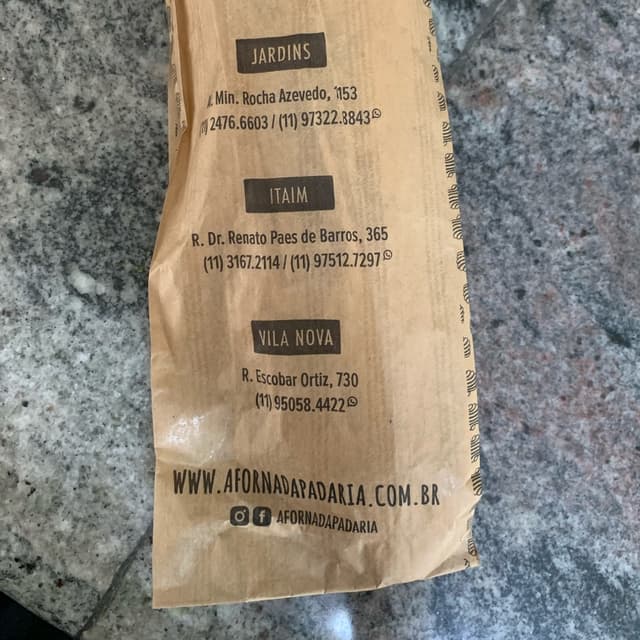 JARDINS
Min. Rocha Azevedo, 1153
2476.6603 / (11) 97322.8843
ITAIM
R. Dr. Renato Paes de Barros, 365
(11) 3167.2114 / (11) 97512.7297
VILA NOVA
R. Escobar Ortiz, 730
(11) 95058.4422
WWW.AFORNADAPADARIA.COM.BR
AFORNADAPADARIA